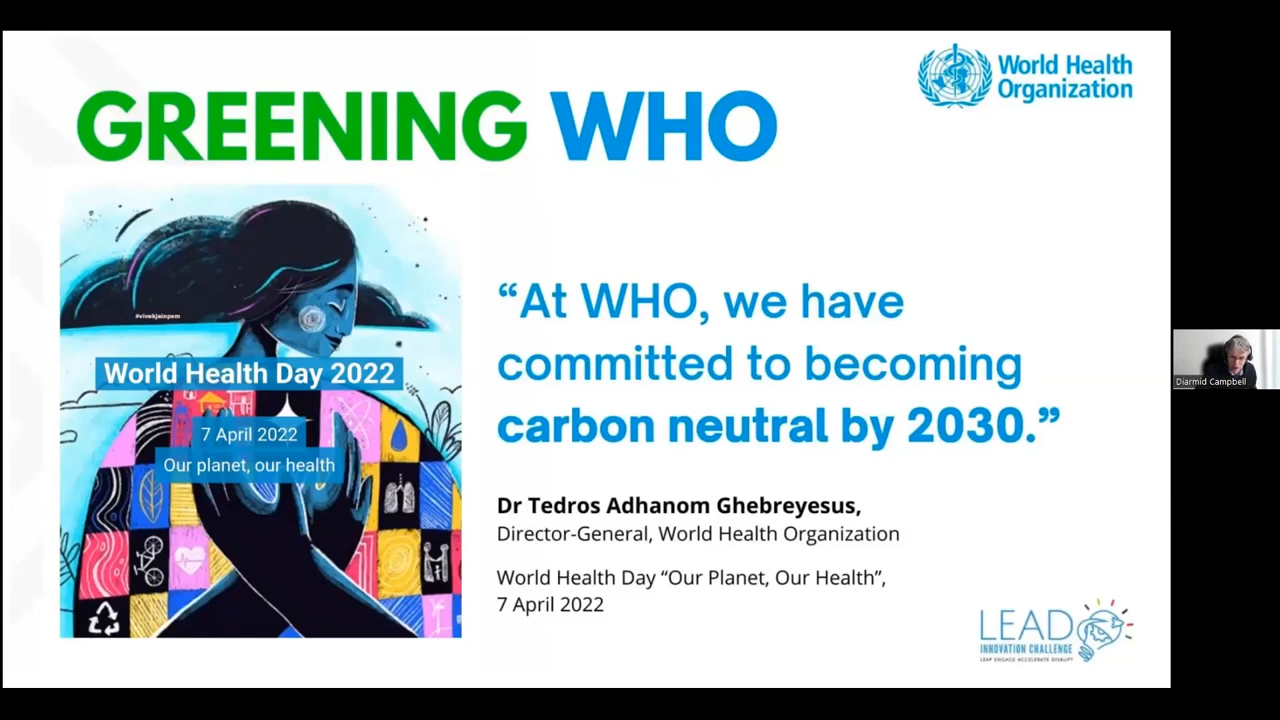 GREENING WHO
World Health
Organization
#vivekjainpsm
World Health Day 2022
7 April 2022
Our planet, our health
“At WHO, we have
committed to becoming
carbon neutral by 2030.”
Dr Tedros Adhanom Ghebreyesus,
Director-General, World Health Organization
World Health Day “Our Planet, Our Health”,
7 April 2022
LEAD
INNOVATION CHALLENGE
LEAP ENGAGE ACCELERATE DISRUPT
Diarmid Campbell